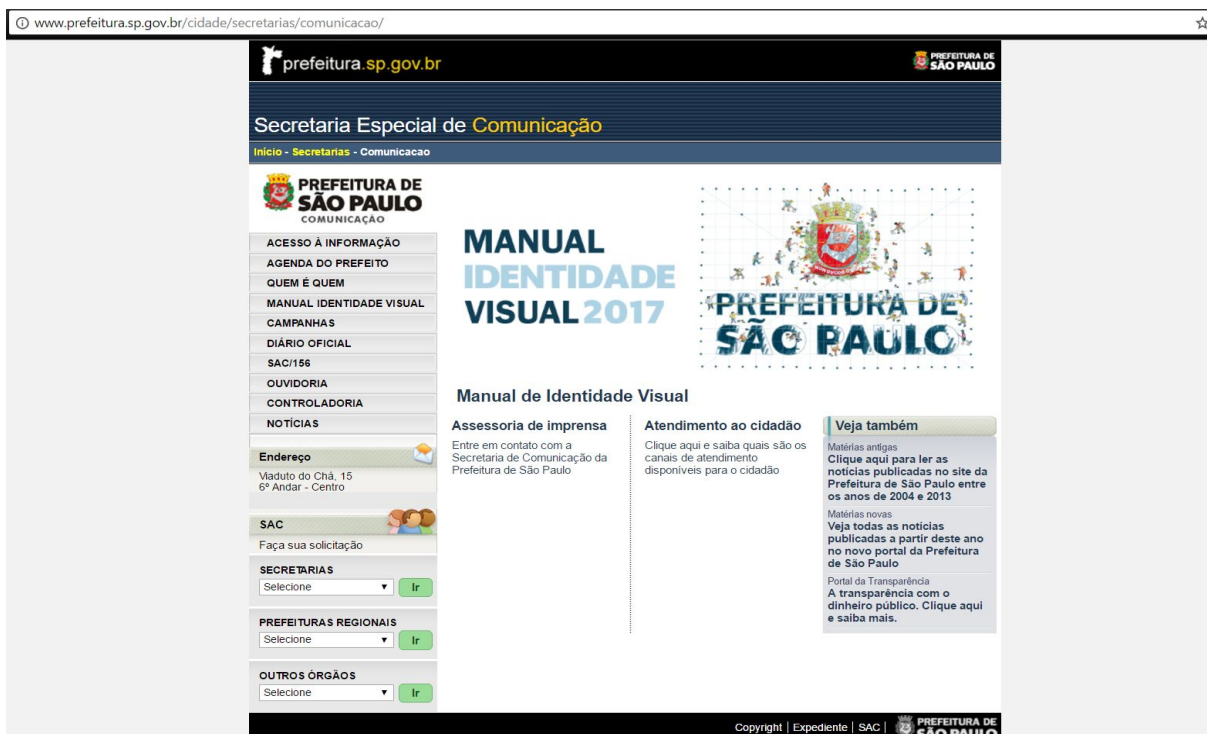 www.prefeitura.sp.gov.br/cidade/secretarias/comunicacao/
prefeitura.sp.gov.br
PREFEITURA DE
SÃO PAULO
Secretaria Especial de Comunicação
Início - Secretarias - Comunicacao
PREFEITURA DE
SÃO PAULO
COMUNICAÇÃO
ACESSO À INFORMAÇÃO
AGENDA DO PREFEITO
QUEM É QUEM
MANUAL IDENTIDADE VISUAL
CAMPANHAS
DIÁRIO OFICIAL
SAC/156
OUVIDORIA
CONTROLADORIA
NOTÍCIAS
Endereço
Viaduto do Chá, 15
6º Andar - Centro
SAC
Faça sua solicitação
SECRETARIAS
Selecione
Ir
PREFEITURAS REGIONAIS
Selecione
Ir
OUTROS ÓRGÃOS
Selecione
Ir
MANUAL
IDENTIDADE
VISUAL 2017
PREFEITURA DE
SÃO PAULO
Manual de Identidade Visual
Assessoria de imprensa
Entre em contato com a
Secretaria de Comunicação da
Prefeitura de São Paulo
Atendimento ao cidadão
Clique aqui e saiba quais são os
canais de atendimento
disponíveis para o cidadão
Veja também
Matérias antigas
Clique aqui para ler as
notícias publicadas no site da
Prefeitura de São Paulo entre
os anos de 2004 e 2013
Matérias novas
Veja todas as notícias
publicadas a partir deste ano
no novo portal da Prefeitura
de São Paulo
Portal da Transparência
A transparência com o
dinheiro público. Clique aqui
e saiba mais.
Copyright | Expediente | SAC |
PREFEITURA DE
SÃO PAULO